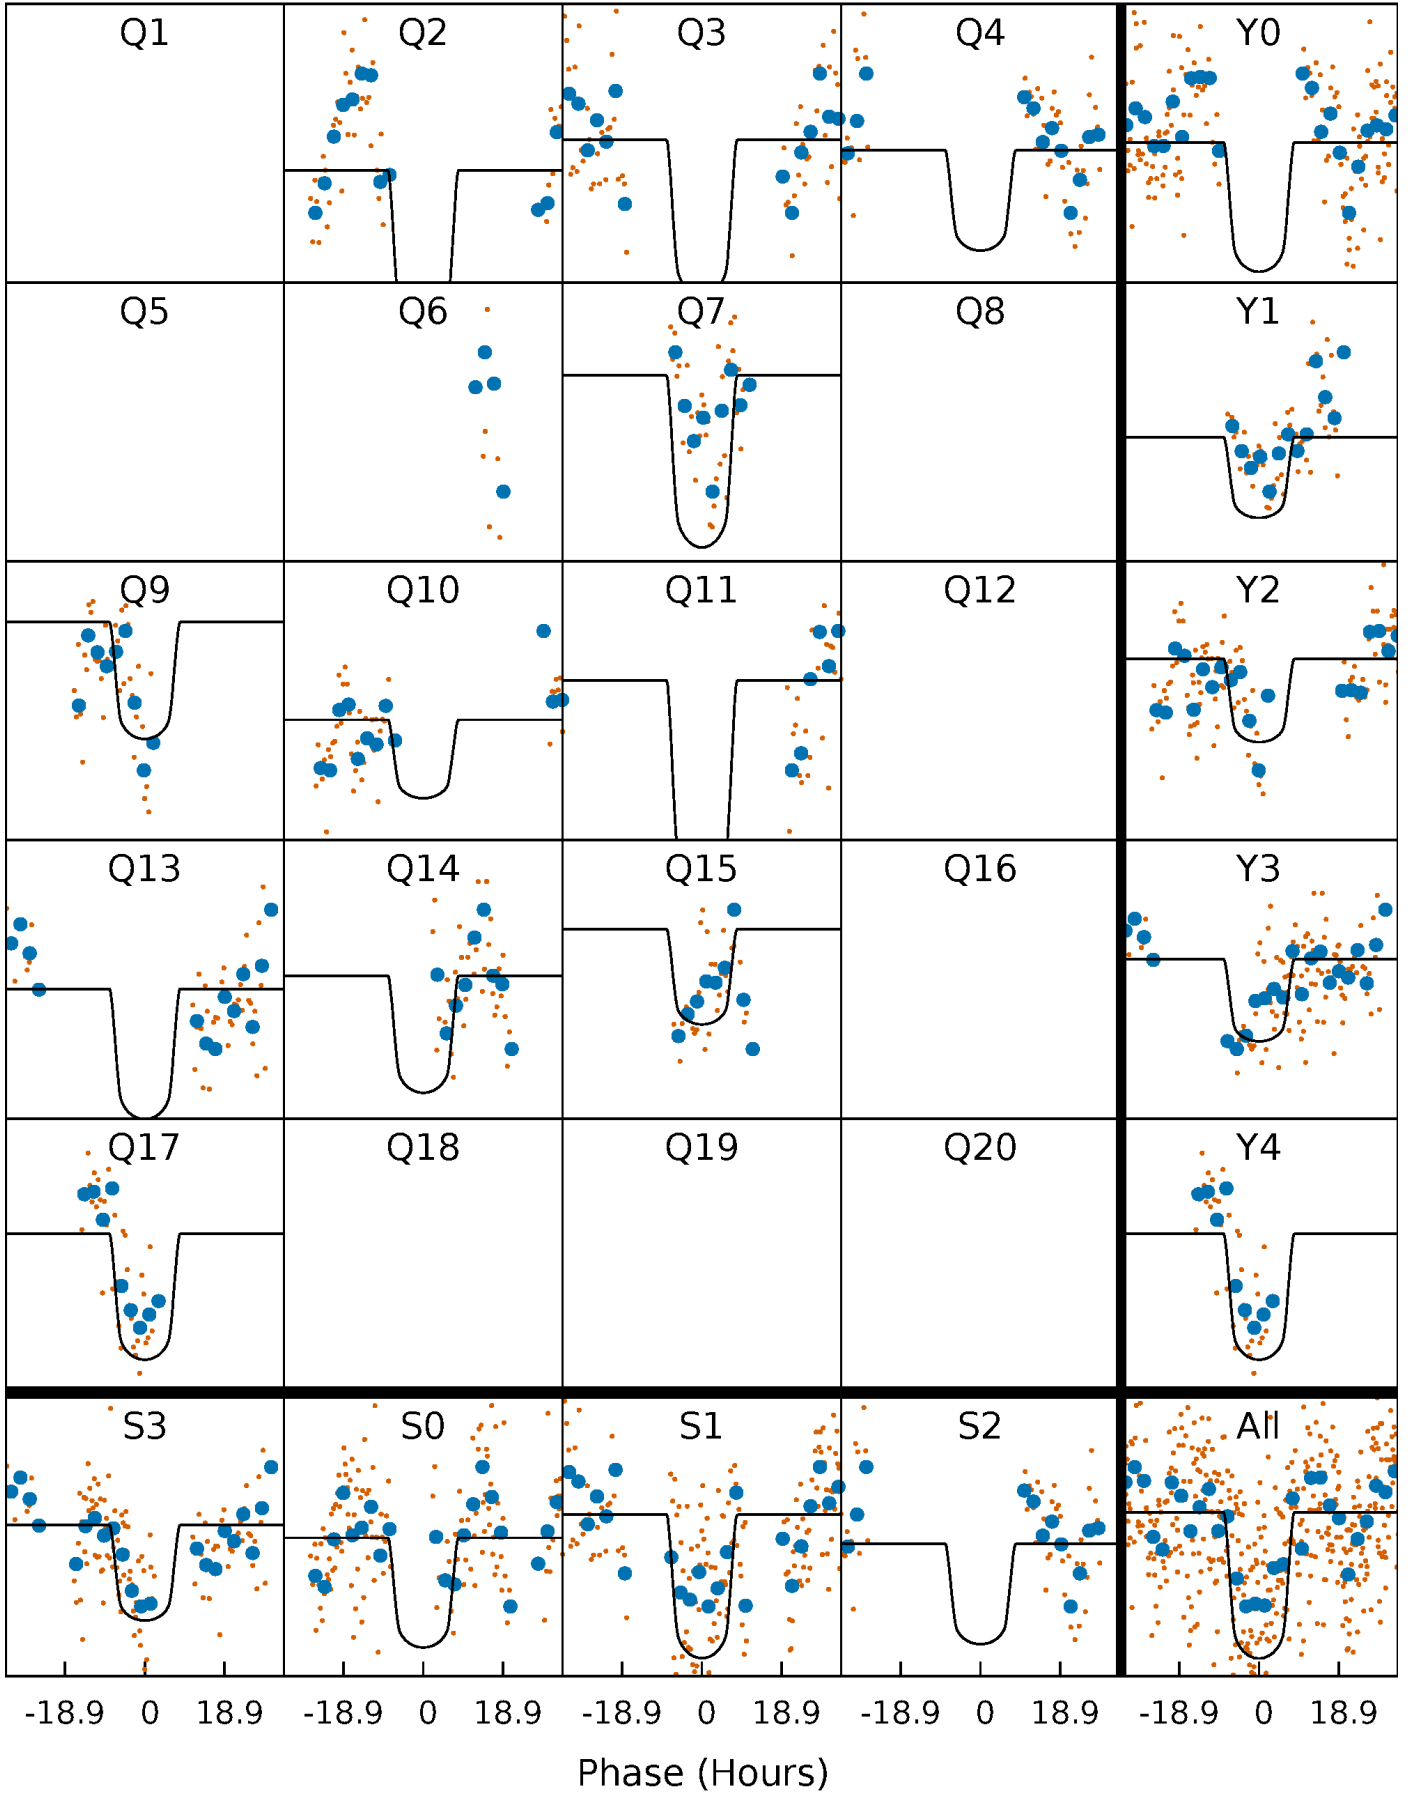 Q1 Q2 Q3 Q4 Y0
Q5 Q6 Q7 Q8 Y1
Q9 Q10 Q11 Q12 Y2
Q13 Q14 Q15 Q16 Y3
Q17 Q18 Q19 Q20 Y4
S3 S0 S1 S2 All
-18.9 0 18.9 -18.9 0 18.9 -18.9 0 18.9 -18.9 0 18.9 -18.9 0 18.9
Phase (Hours)